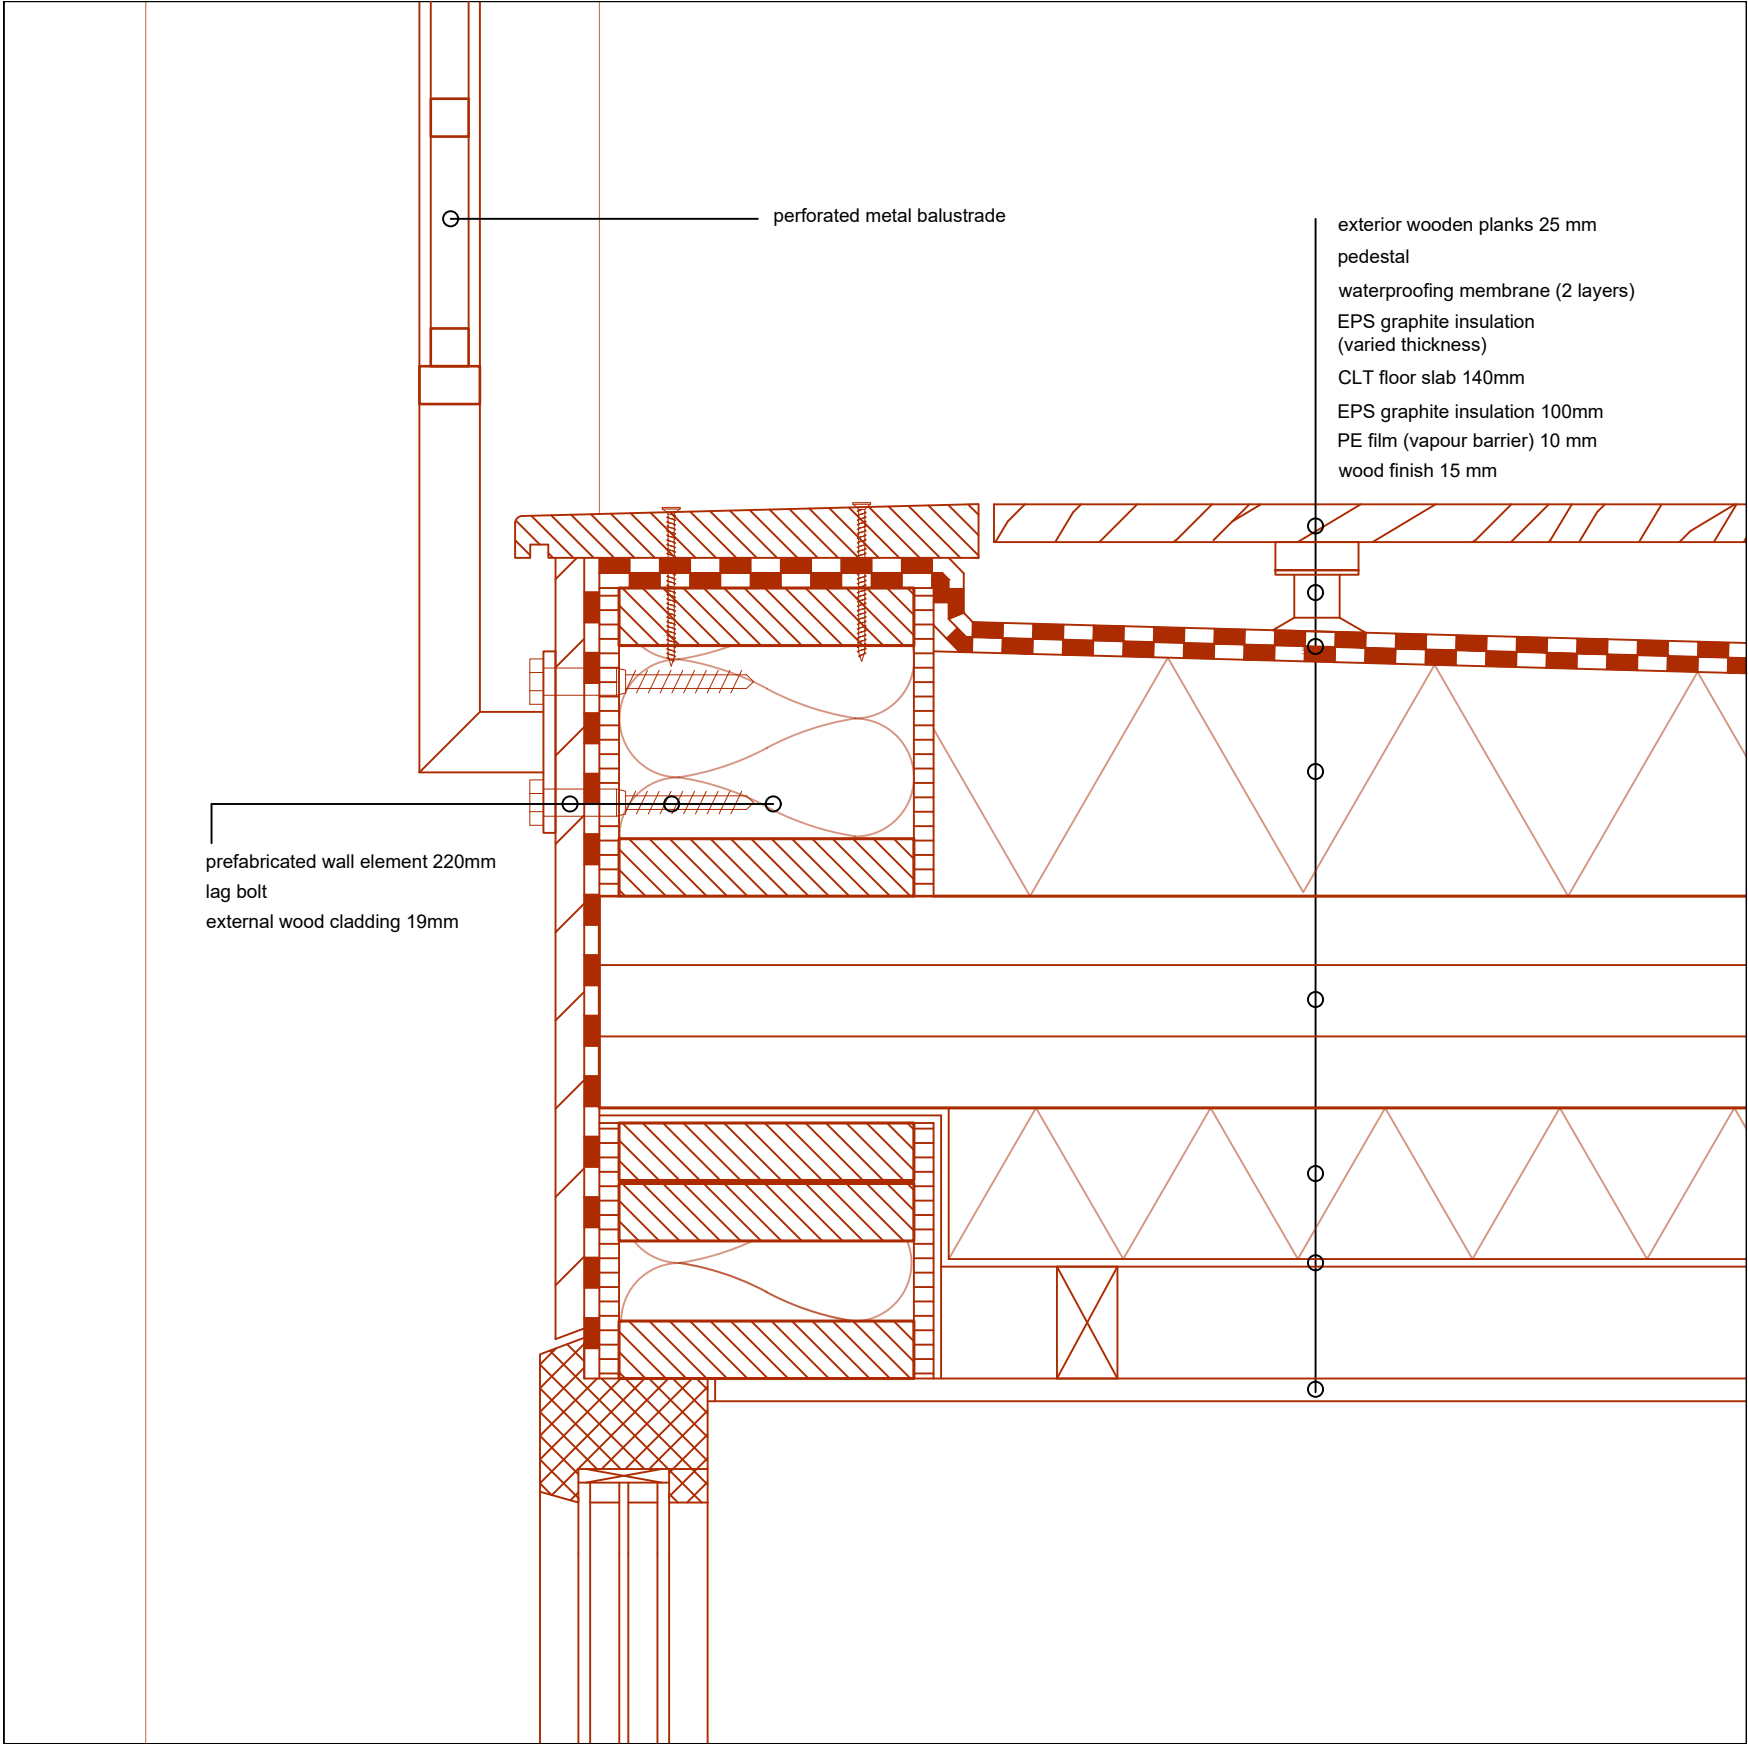 perforated metal balustrade
exterior wooden planks 25 mm
pedestal
waterproofing membrane (2 layers)
EPS graphite insulation
(varied thickness)
CLT floor slab 140mm
EPS graphite insulation 100mm
PE film (vapour barrier) 10 mm
wood finish 15 mm
prefabricated wall element 220mm
lag bolt
external wood cladding 19mm